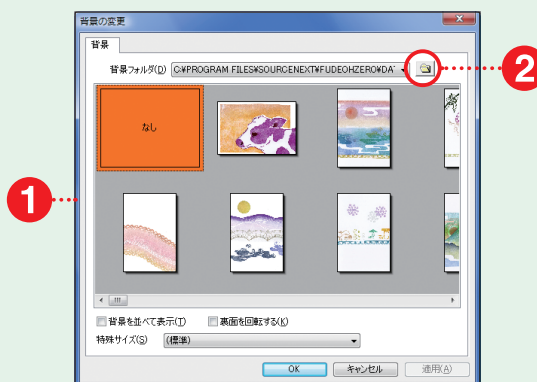 背景の変更
背景
背景フォルダ(D) C:¥PROGRAM FILES¥SOURCENEXT¥FUDEOHZERO¥DA
2
なし
1
背景を並べて表示(T) 裏面を回転する(K)
特殊サイズ(S) (標準)
OK キャンセル 適用(A)